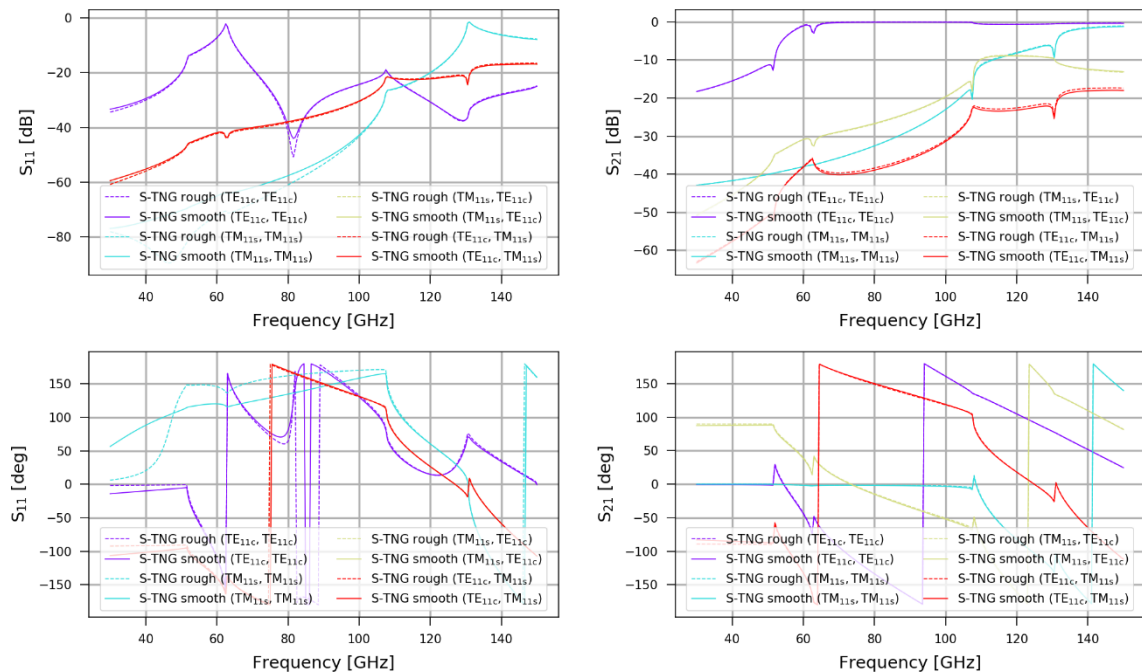 0
−20
−40
−60
−80
S₁₁ [dB]
40 60 80 100 120 140
Frequency [GHz]
S-TNG rough (TE₁₁c, TE₁₁c)
S-TNG smooth (TE₁₁c, TE₁₁c)
S-TNG rough (TM₁₁s, TM₁₁s)
S-TNG smooth (TM₁₁s, TM₁₁s)
S-TNG rough (TM₁₁s, TE₁₁c)
S-TNG smooth (TM₁₁s, TE₁₁c)
S-TNG rough (TE₁₁c, TM₁₁s)
S-TNG smooth (TE₁₁c, TM₁₁s)
0
−10
−20
−30
−40
−50
−60
S₂₁ [dB]
40 60 80 100 120 140
Frequency [GHz]
S-TNG rough (TE₁₁c, TE₁₁c)
S-TNG smooth (TE₁₁c, TE₁₁c)
S-TNG rough (TM₁₁s, TM₁₁s)
S-TNG smooth (TM₁₁s, TM₁₁s)
S-TNG rough (TM₁₁s, TE₁₁c)
S-TNG smooth (TM₁₁s, TE₁₁c)
S-TNG rough (TE₁₁c, TM₁₁s)
S-TNG smooth (TE₁₁c, TM₁₁s)
150
100
50
0
−50
−100
−150
S₁₁ [deg]
40 60 80 100 120 140
Frequency [GHz]
S-TNG rough (TE₁₁c, TE₁₁c)
S-TNG smooth (TE₁₁c, TE₁₁c)
S-TNG rough (TM₁₁s, TM₁₁s)
S-TNG smooth (TM₁₁s, TM₁₁s)
S-TNG rough (TM₁₁s, TE₁₁c)
S-TNG smooth (TM₁₁s, TE₁₁c)
S-TNG rough (TE₁₁c, TM₁₁s)
S-TNG smooth (TE₁₁c, TM₁₁s)
150
100
50
0
−50
−100
−150
S₂₁ [deg]
40 60 80 100 120 140
Frequency [GHz]
S-TNG rough (TE₁₁c, TE₁₁c)
S-TNG smooth (TE₁₁c, TE₁₁c)
S-TNG rough (TM₁₁s, TM₁₁s)
S-TNG smooth (TM₁₁s, TM₁₁s)
S-TNG rough (TM₁₁s, TE₁₁c)
S-TNG smooth (TM₁₁s, TE₁₁c)
S-TNG rough (TE₁₁c, TM₁₁s)
S-TNG smooth (TE₁₁c, TM₁₁s)